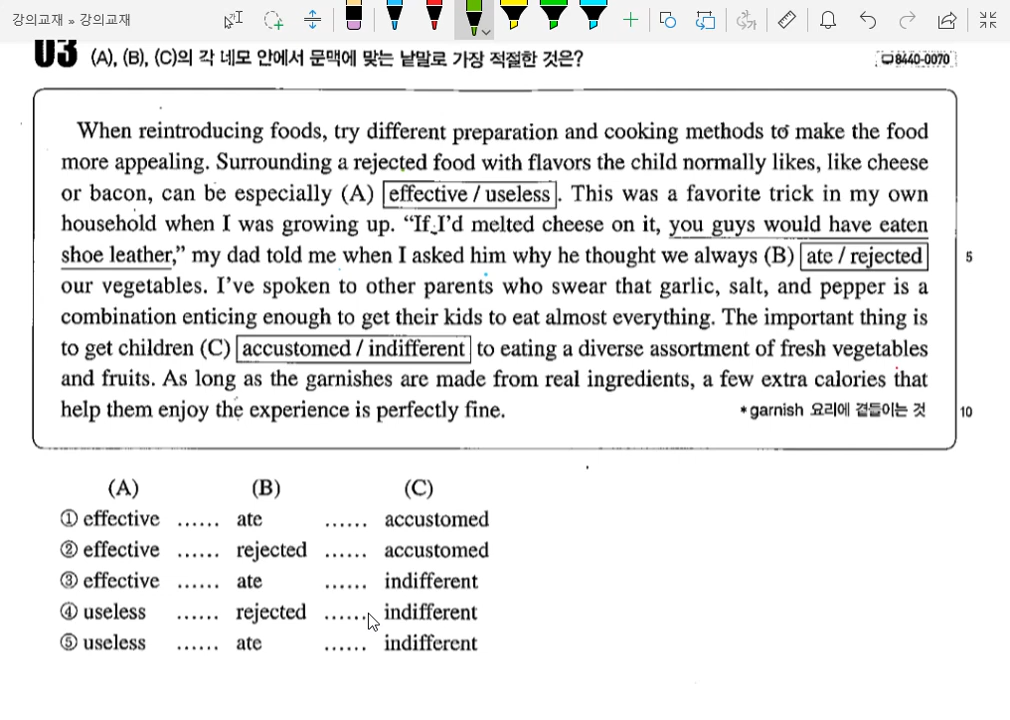 강의교재 » 강의교재
03 (A), (B), (C)의 각 네모 안에서 문맥에 맞는 낱말로 가장 적절한 것은?
8440-0070
When reintroducing foods, try different preparation and cooking methods to make the food
more appealing. Surrounding a rejected food with flavors the child normally likes, like cheese
or bacon, can be especially (A) effective / useless . This was a favorite trick in my own
household when I was growing up. “If I’d melted cheese on it, you guys would have eaten
shoe leather,” my dad told me when I asked him why he thought we always (B) ate / rejected
5
our vegetables. I’ve spoken to other parents who swear that garlic, salt, and pepper is a
combination enticing enough to get their kids to eat almost everything. The important thing is
to get children (C) accustomed / indifferent to eating a diverse assortment of fresh vegetables
and fruits. As long as the garnishes are made from real ingredients, a few extra calories that
help them enjoy the experience is perfectly fine.
*garnish 요리에 곁들이는 것
10
(A) (B) (C)
① effective ...... ate ...... accustomed
② effective ...... rejected ...... accustomed
③ effective ...... ate ...... indifferent
④ useless ...... rejected ...... indifferent
⑤ useless ...... ate ...... indifferent